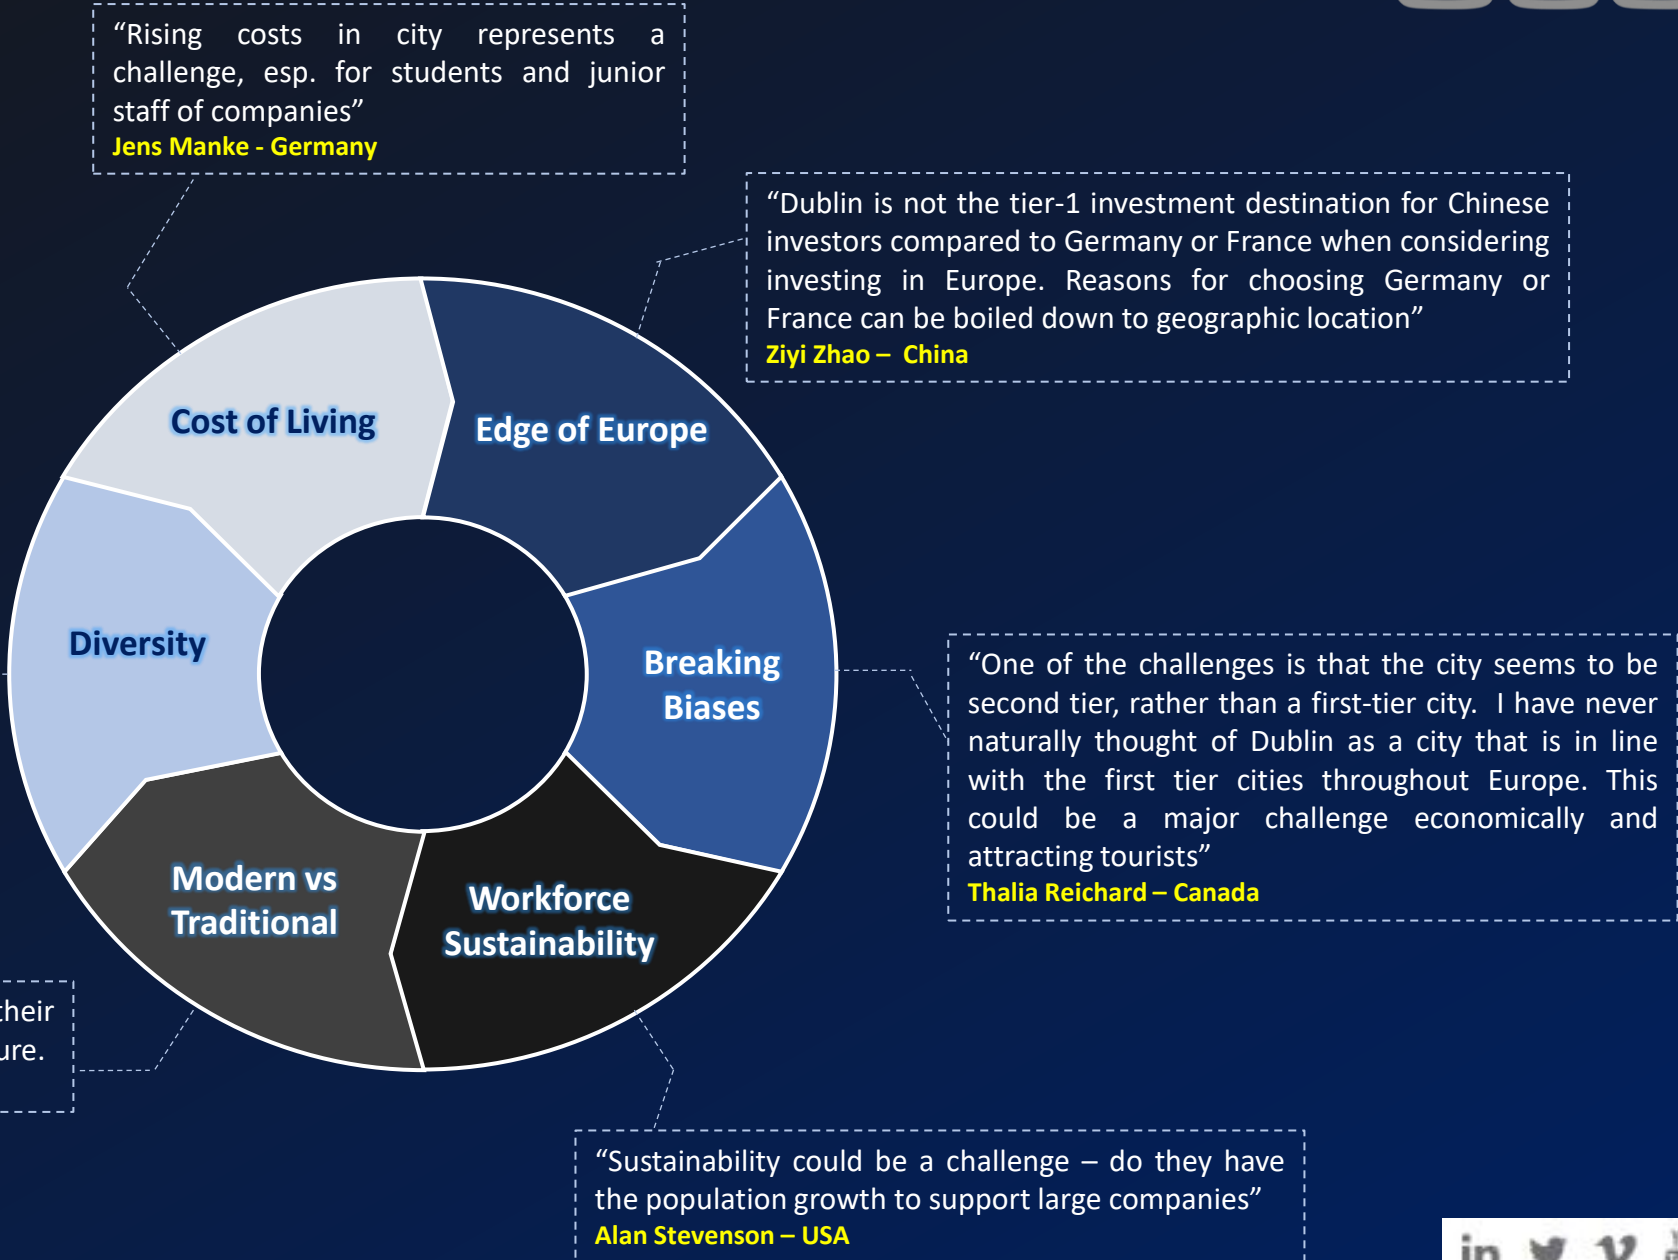 “Rising costs in city represents a
challenge, esp. for students and junior
staff of companies”
Jens Manke - Germany
“Dublin is not the tier-1 investment destination for Chinese
investors compared to Germany or France when considering
investing in Europe. Reasons for choosing Germany or
France can be boiled down to geographic location”
Ziyi Zhao – China
Cost of Living
Edge of Europe
Diversity
Breaking
Biases
“One of the challenges is that the city seems to be
second tier, rather than a first-tier city. I have never
naturally thought of Dublin as a city that is in line
with the first tier cities throughout Europe. This
could be a major challenge economically and
attracting tourists”
Thalia Reichard – Canada
Modern vs
Traditional
Workforce
Sustainability
“Sustainability could be a challenge – do they have
the population growth to support large companies”
Alan Stevenson – USA
in